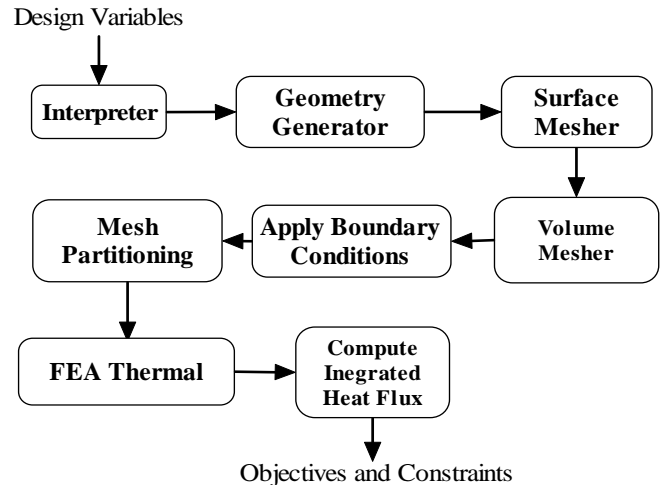 Design Variables
Interpreter
Geometry
Generator
Surface
Mesher
Mesh
Partitioning
Apply Boundary
Conditions
Volume
Mesher
FEA Thermal
Compute
Inegrated
Heat Flux
Objectives and Constraints